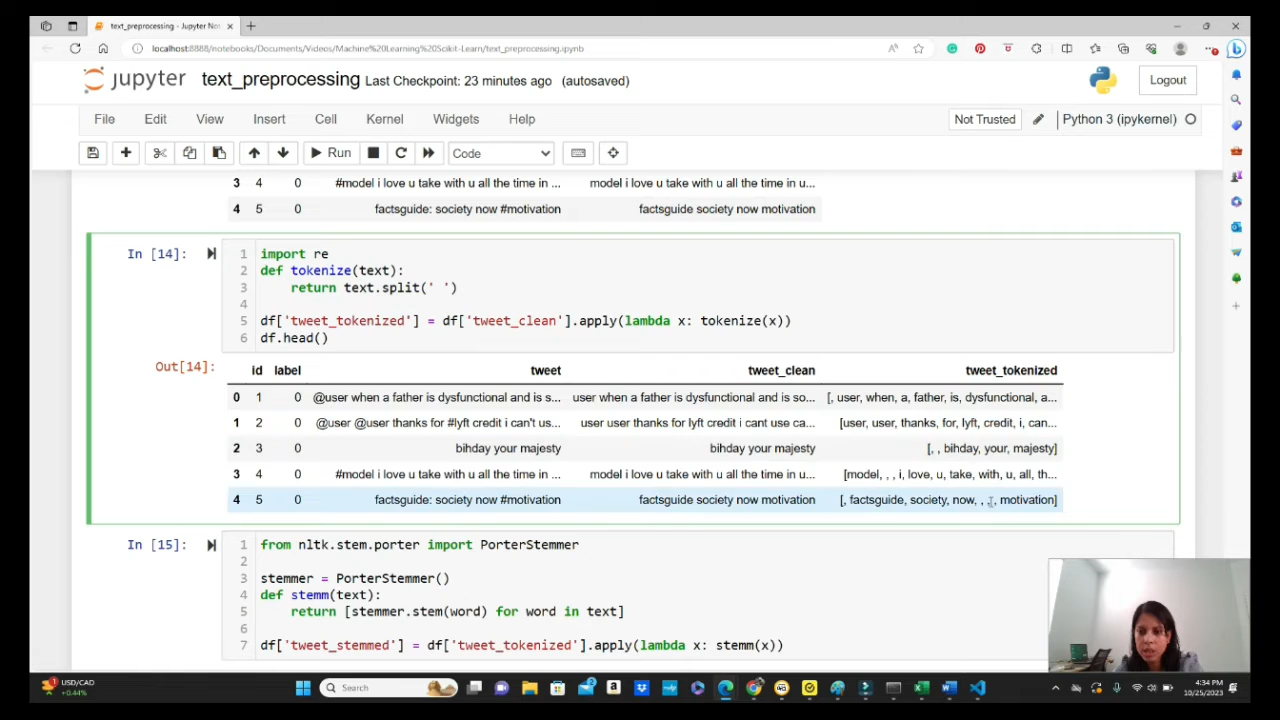 text_preprocessing - Jupyter No
localhost:8888/notebooks/Documents/Videos/Machine%20Learning%20Scikit-Learn/text_preprocessing.ipynb
jupyter text_preprocessing Last Checkpoint: 23 minutes ago (autosaved)
Logout
File Edit View Insert Cell Kernel Widgets Help
Not Trusted Python 3 (ipykernel)
Run Code
3 4 0 #model i love u take with u all the time in ... model i love u take with u all the time in u...
4 5 0 factsguide: society now #motivation factsguide society now motivation
In [14]:
1 import re
2 def tokenize(text):
3 return text.split(' ')
4
5 df['tweet_tokenized'] = df['tweet_clean'].apply(lambda x: tokenize(x))
6 df.head()
Out[14]:
id label tweet tweet_clean tweet_tokenized
0 1 0 @user when a father is dysfunctional and is s... user when a father is dysfunctional and is so... [, user, when, a, father, is, dysfunctional, a...
1 2 0 @user @user thanks for #lyft credit i can't us... user user thanks for lyft credit i cant use ca... [user, user, thanks, for, lyft, credit, i, can...
2 3 0 bihday your majesty bihday your majesty [, , bihday, your, majesty]
3 4 0 #model i love u take with u all the time in ... model i love u take with u all the time in u... [model, , , i, love, u, take, with, u, all, th...
4 5 0 factsguide: society now #motivation factsguide society now motivation [, factsguide, society, now, , , , motivation]
In [15]:
1 from nltk.stem.porter import PorterStemmer
2
3 stemmer = PorterStemmer()
4 def stemm(text):
5 return [stemmer.stem(word) for word in text]
6
7 df['tweet_stemmed'] = df['tweet_tokenized'].apply(lambda x: stemm(x))
USD/CAD
+0.44%
Search
4:34 PM
10/25/2023